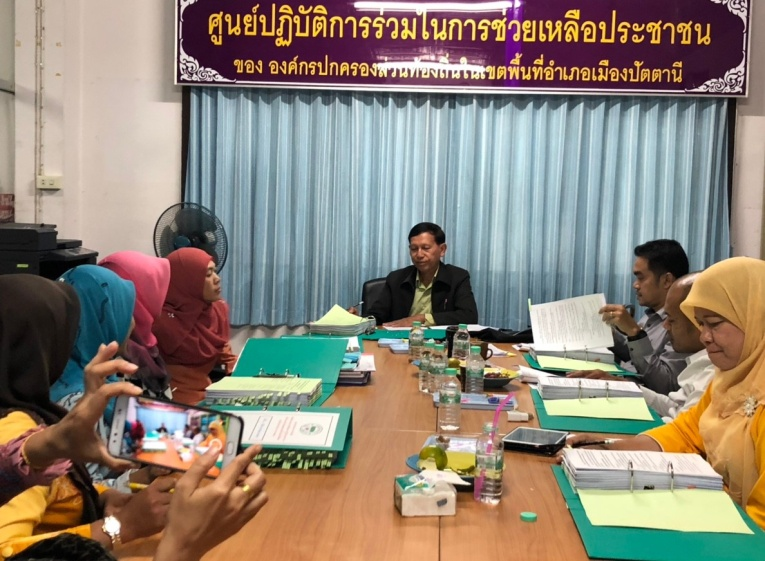 ศูนย์ปฏิบัติการร่วมในการช่วยเหลือประชาชน
ของ องค์กรปกครองส่วนท้องถิ่นในเขตพื้นที่อำเภอเมืองปัตตานี